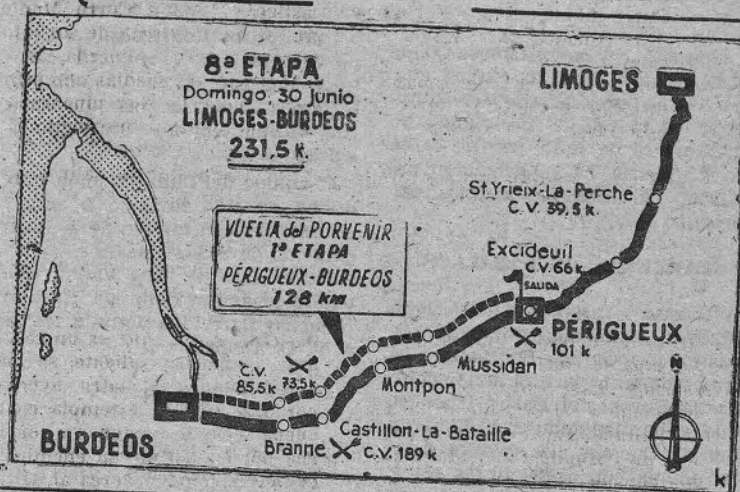 8ª ETAPA
Domingo, 30 Junio
LIMOGES-BURDEOS
231,5 k.
LIMOGES
St Yrieix-La-Perche
C.V. 39,5 k.
VUELTA del PORVENIR
1ª ETAPA
PÉRIGUEUX-BURDEOS
128 km
Excideuil
C.V. 66 k
SALIDA
PÉRIGUEUX
101 k
N
Mussidan
Montpon
C.V.
85,5 k
73,5 k
BURDEOS
Castillon-La-Bataille
Branne
C.V. 189 k
k